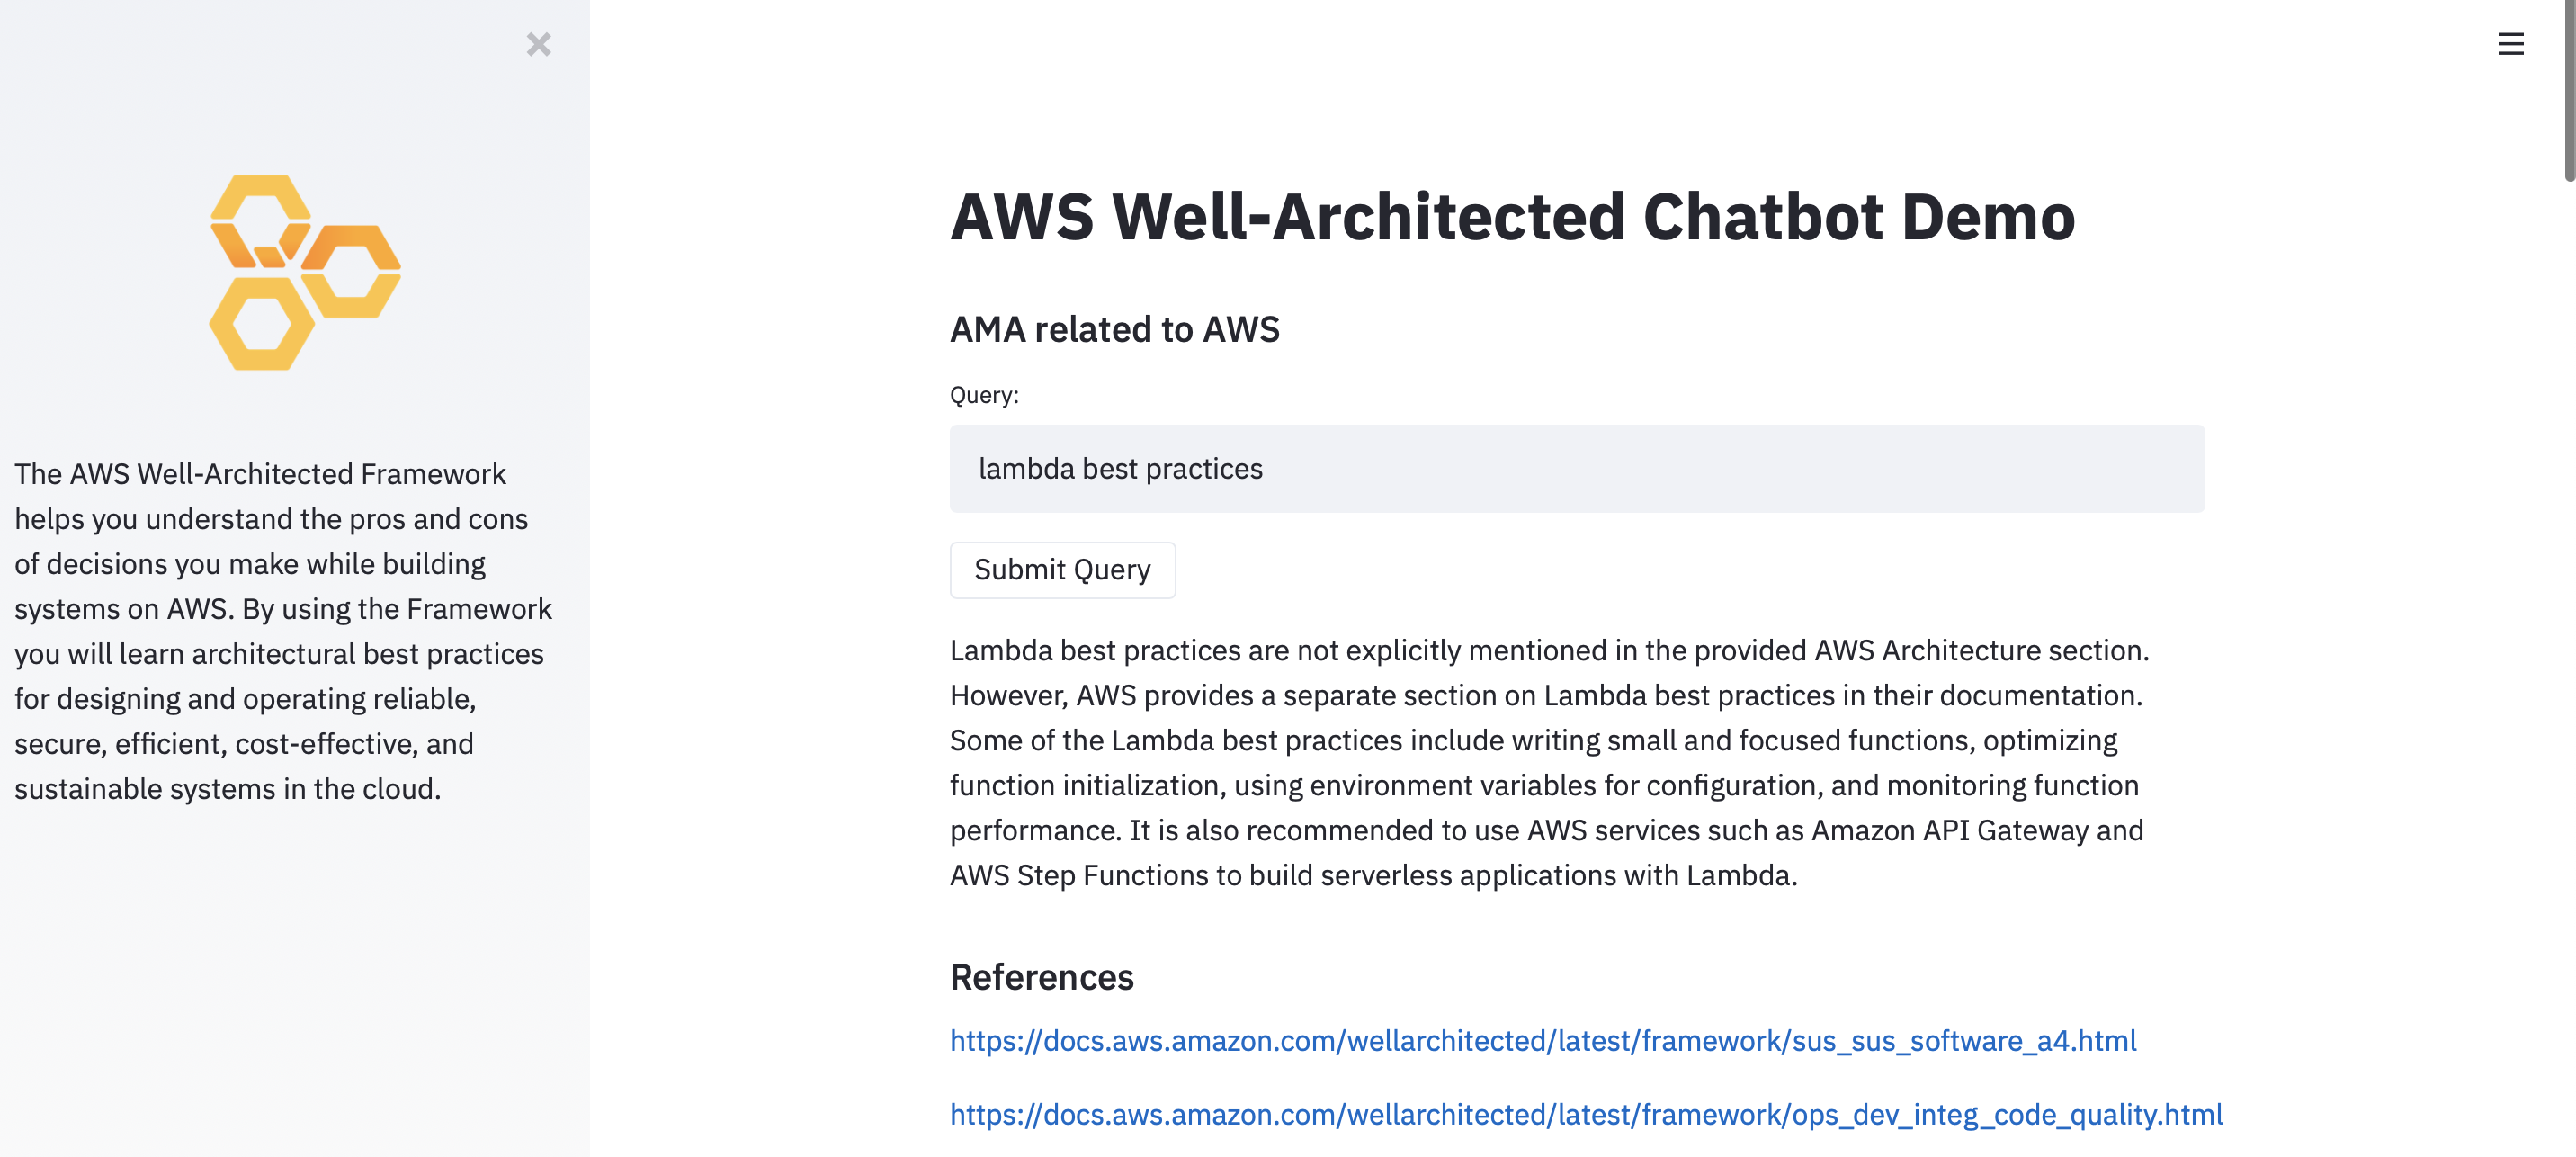 The AWS Well-Architected Framework
helps you understand the pros and cons
of decisions you make while building
systems on AWS. By using the Framework
you will learn architectural best practices
for designing and operating reliable,
secure, efficient, cost-effective, and
sustainable systems in the cloud.
AWS Well-Architected Chatbot Demo
AMA related to AWS
Query:
lambda best practices
Submit Query
Lambda best practices are not explicitly mentioned in the provided AWS Architecture section.
However, AWS provides a separate section on Lambda best practices in their documentation.
Some of the Lambda best practices include writing small and focused functions, optimizing
function initialization, using environment variables for configuration, and monitoring function
performance. It is also recommended to use AWS services such as Amazon API Gateway and
AWS Step Functions to build serverless applications with Lambda.
References
https://docs.aws.amazon.com/wellarchitected/latest/framework/sus_sus_software_a4.html
https://docs.aws.amazon.com/wellarchitected/latest/framework/ops_dev_integ_code_quality.html